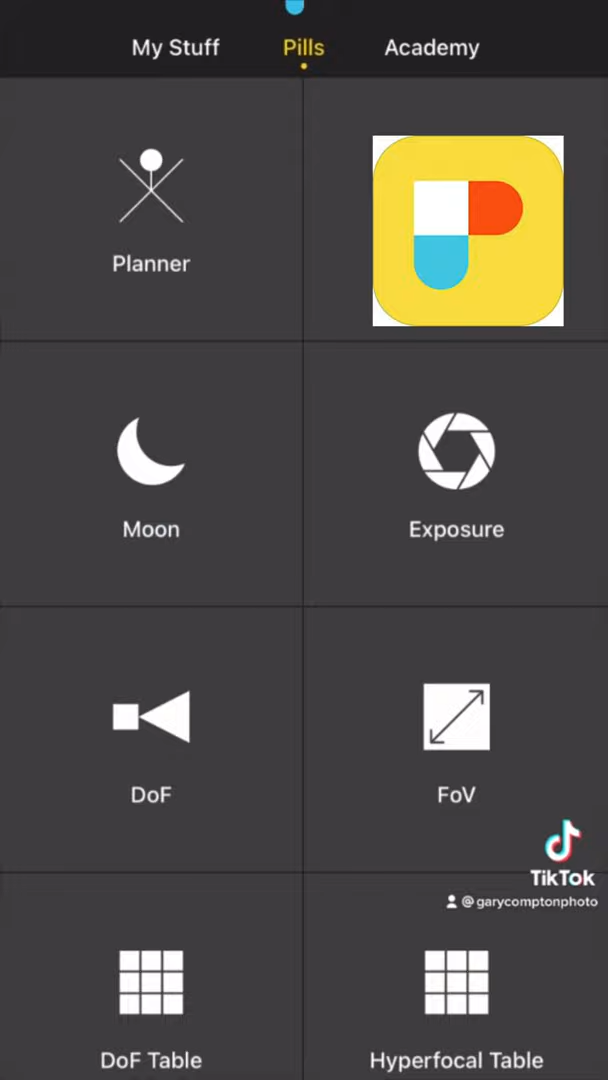 My Stuff Pills Academy
Planner
Moon Exposure
DoF FoV
TikTok
@garycomptonphoto
DoF Table Hyperfocal Table